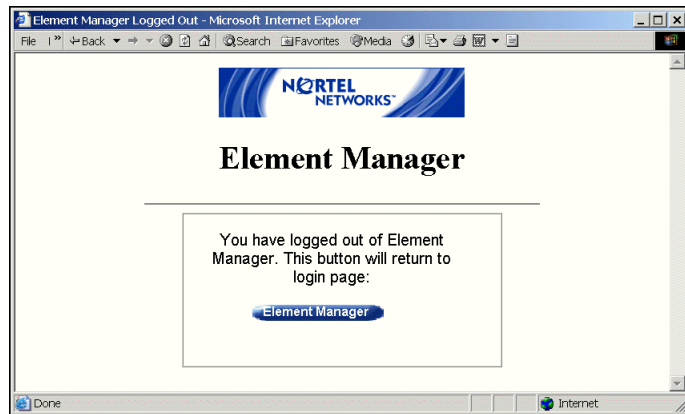 Element Manager Logged Out - Microsoft Internet Explorer
File Back Search Favorites Media
NORTEL
NETWORKS™
Element Manager
You have logged out of Element
Manager. This button will return to
login page:
Element Manager
Done Internet